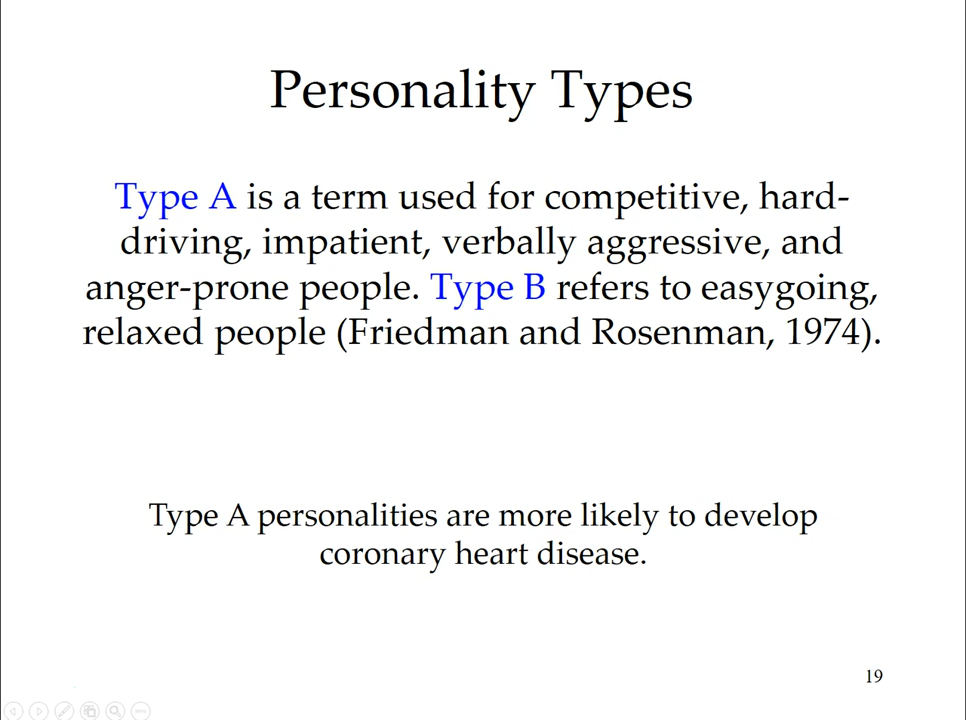 Personality Types
Type A is a term used for competitive, hard-
driving, impatient, verbally aggressive, and
anger-prone people. Type B refers to easygoing,
relaxed people (Friedman and Rosenman, 1974).
Type A personalities are more likely to develop
coronary heart disease.
19